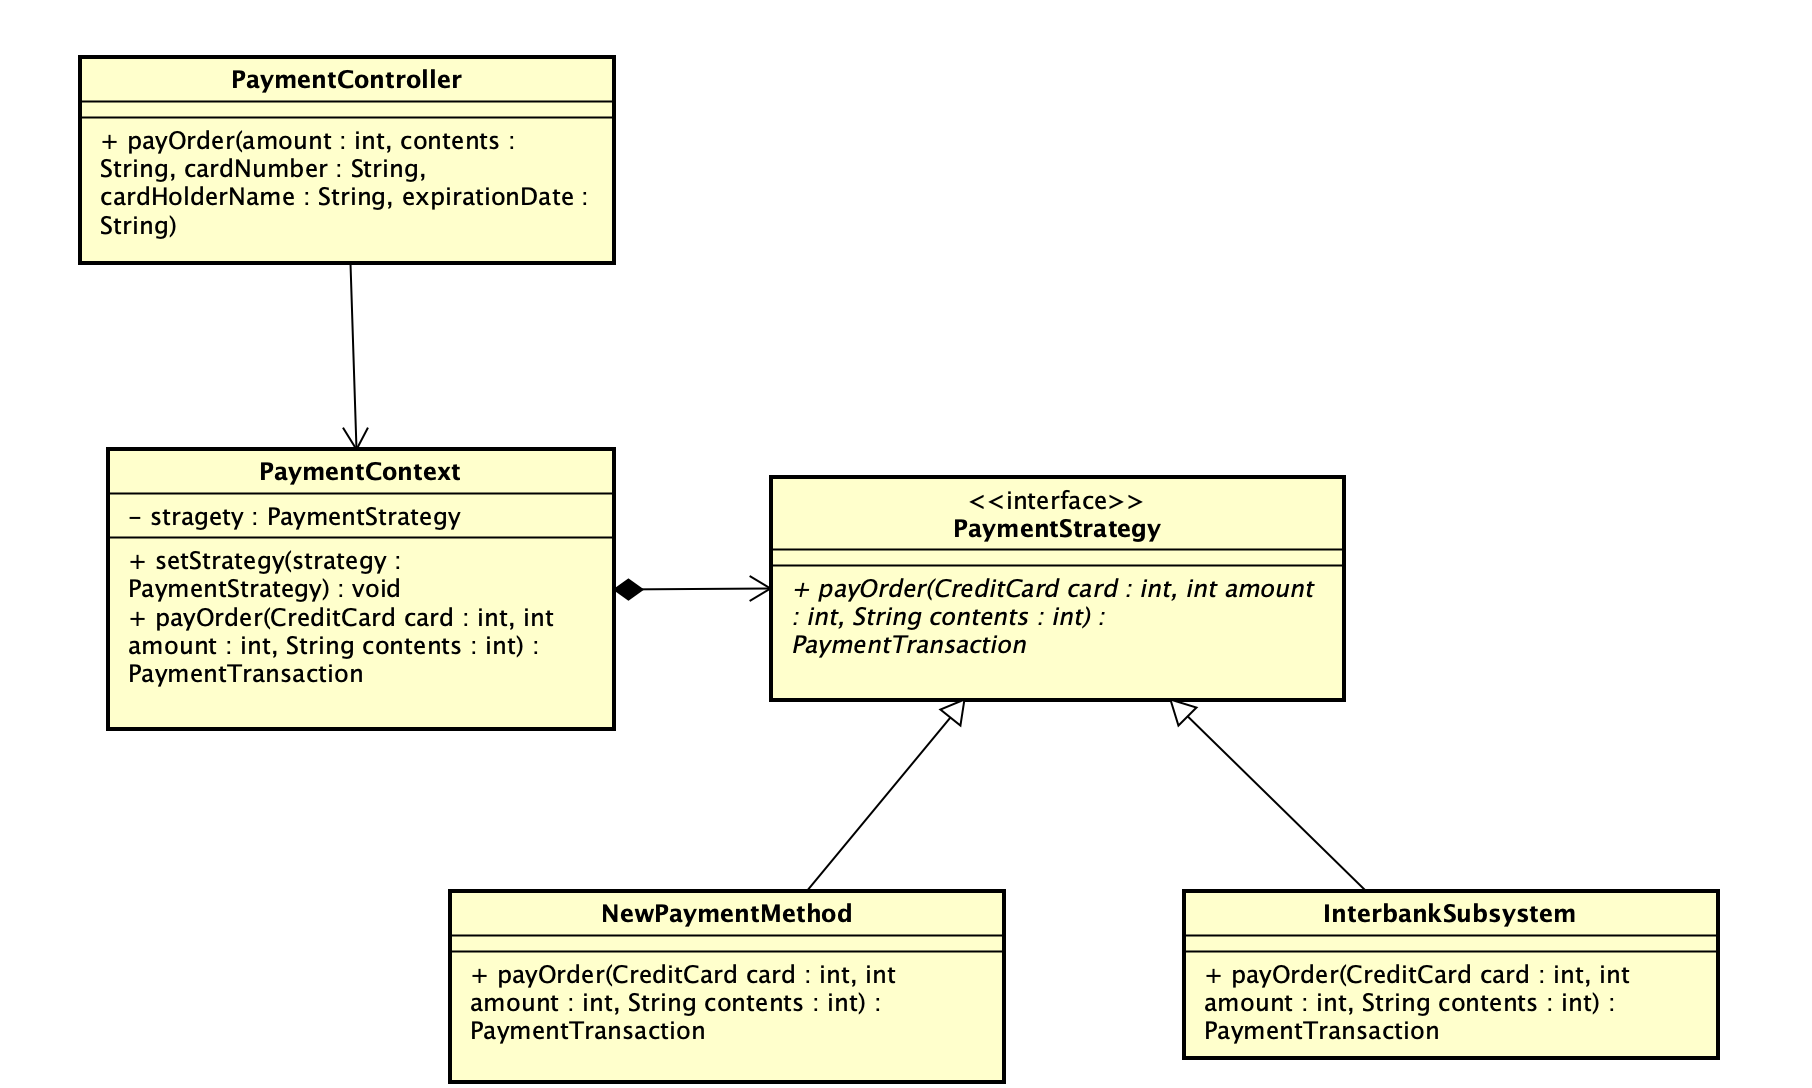 PaymentController
+ payOrder(amount : int, contents :
String, cardNumber : String,
cardHolderName : String, expirationDate :
String)
PaymentContext
- stragety : PaymentStrategy
+ setStrategy(strategy :
PaymentStrategy) : void
+ payOrder(CreditCard card : int, int
amount : int, String contents : int) :
PaymentTransaction
<<interface>>
PaymentStrategy
+ payOrder(CreditCard card : int, int amount
: int, String contents : int) :
PaymentTransaction
NewPaymentMethod
+ payOrder(CreditCard card : int, int
amount : int, String contents : int) :
PaymentTransaction
InterbankSubsystem
+ payOrder(CreditCard card : int, int
amount : int, String contents : int) :
PaymentTransaction